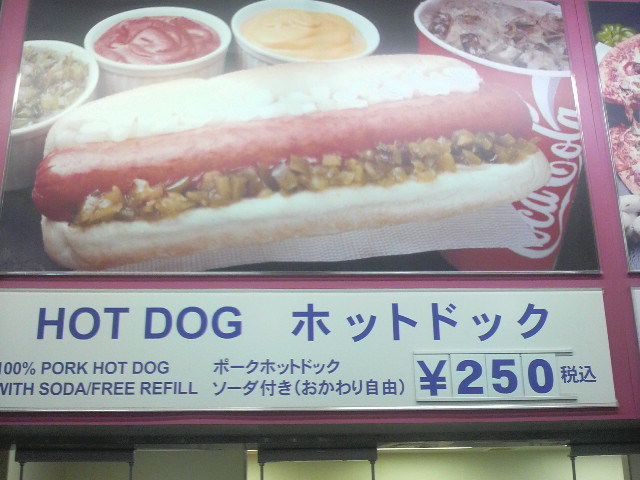 Coca-Cola
HOT DOG ホットドック
100% PORK HOT DOG ポークホットドック
WITH SODA/FREE REFILL ソーダ付き(おかわり自由)
¥250 税込